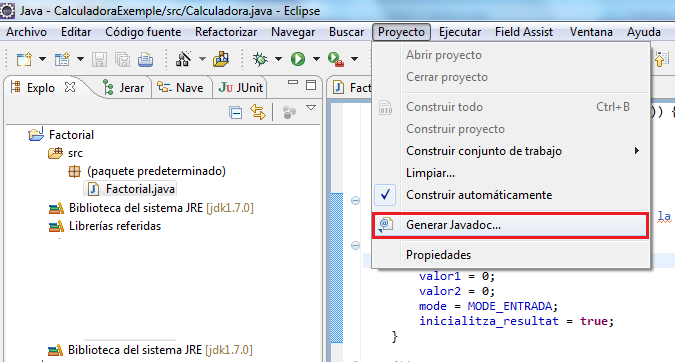 Java - CalculadoraExemple/src/Calculadora.java - Eclipse
Archivo Editar Código fuente Refactorizar Navegar Buscar Proyecto Ejecutar Field Assist Ventana Ayuda
Explo Jerar Nave JUnit
Factorial
src
(paquete predeterminado)
Factorial.java
Biblioteca del sistema JRE [jdk1.7.0]
Librerías referidas
Biblioteca del sistema JRE [jdk1.7.0]
Abrir proyecto
Cerrar proyecto
Construir todo Ctrl+B
Construir proyecto
Construir conjunto de trabajo
Limpiar...
Construir automáticamente
Generar Javadoc...
Propiedades
)) {
la
valor1 = 0;
valor2 = 0;
mode = MODE_ENTRADA;
inicialitza_resultat = true;
}